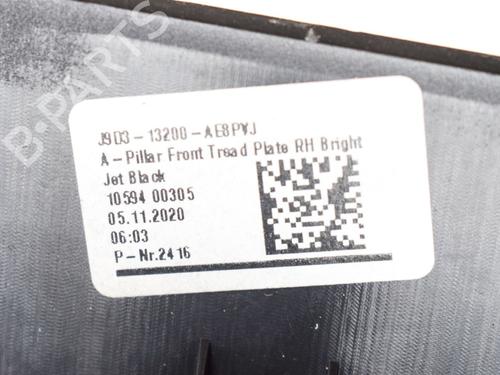 J9D3-13200-AE8PVJ
A-Pillar Front Tread Plate RH Bright
Jet Black
10594 00305
05.11.2020
06:03
P-Nr.2416
B-PARTS